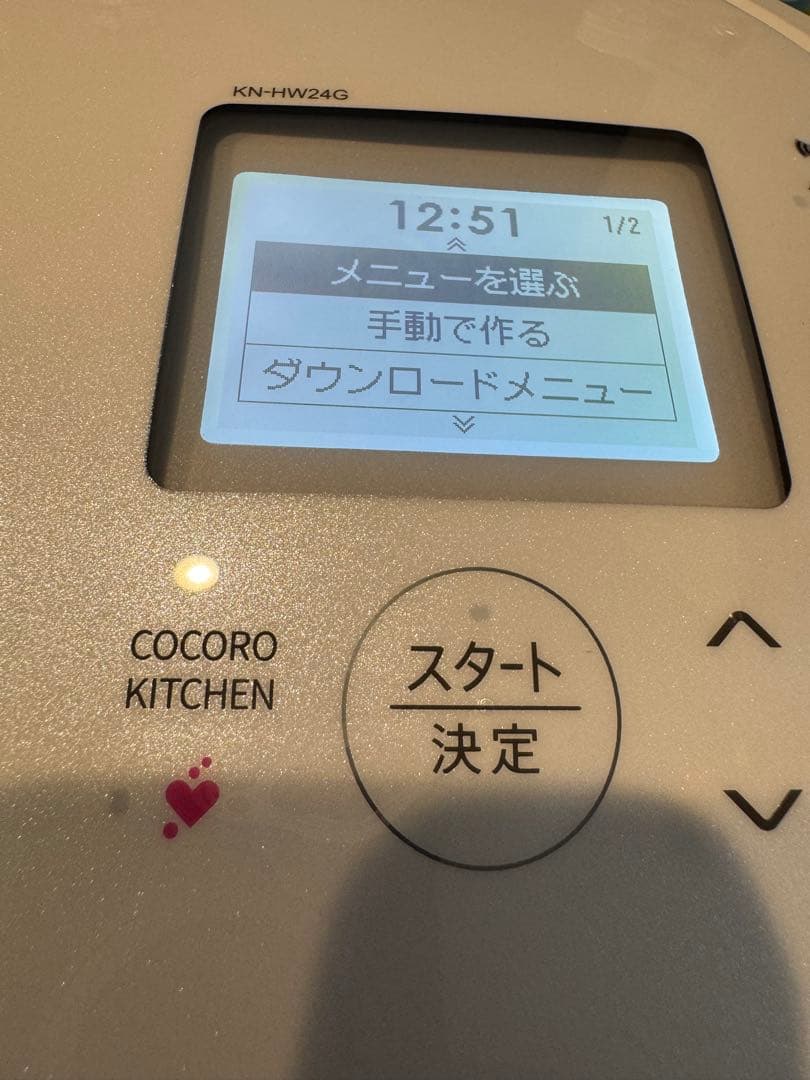 KN-HW24G
12:51 1/2
メニューを選ぶ
手動で作る
ダウンロードメニュー
COCORO
KITCHEN
スタート
決定